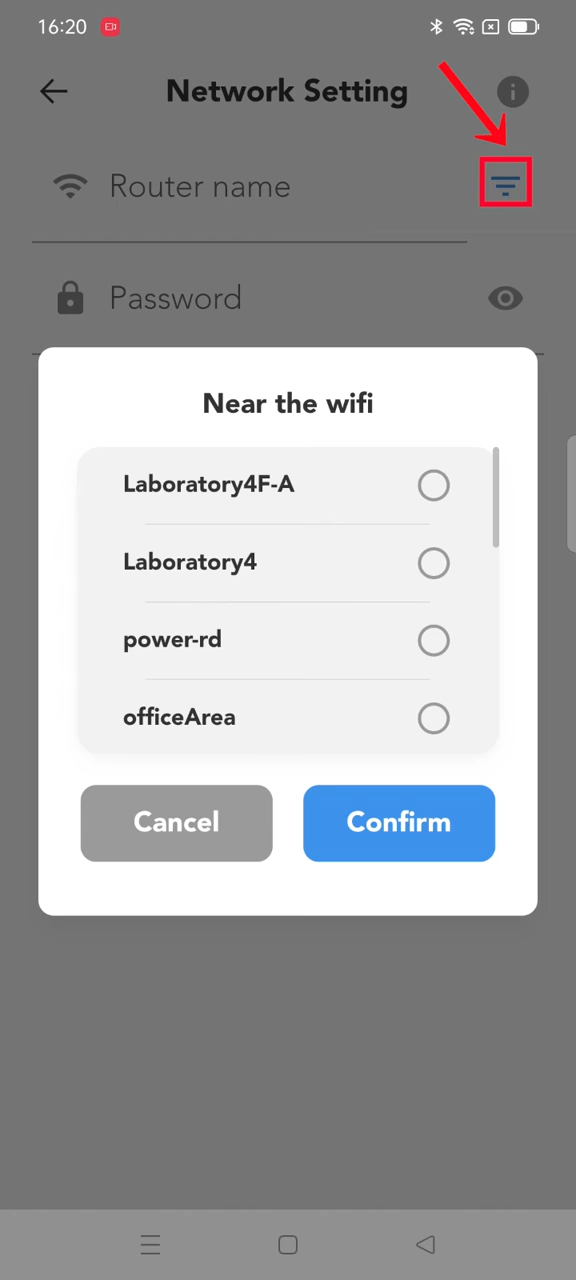 16:20
Network Setting
Router name
Password
Near the wifi
Laboratory4F-A
Laboratory4
power-rd
officeArea
Cancel
Confirm